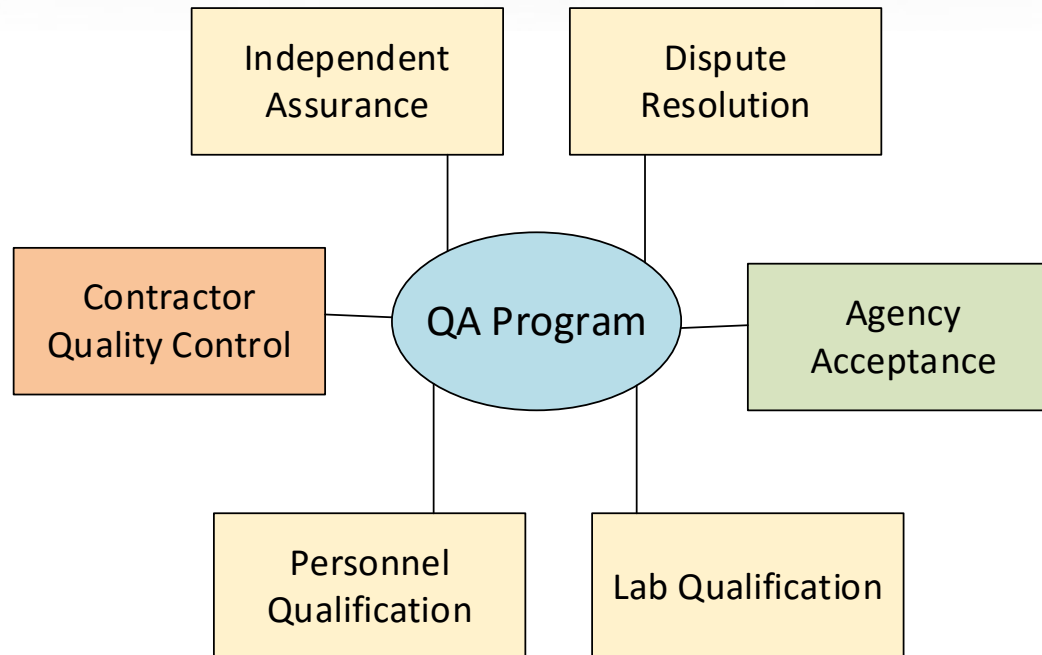 Independent
Assurance
Dispute
Resolution
Contractor
Quality Control
QA Program
Agency
Acceptance
Personnel
Qualification
Lab Qualification